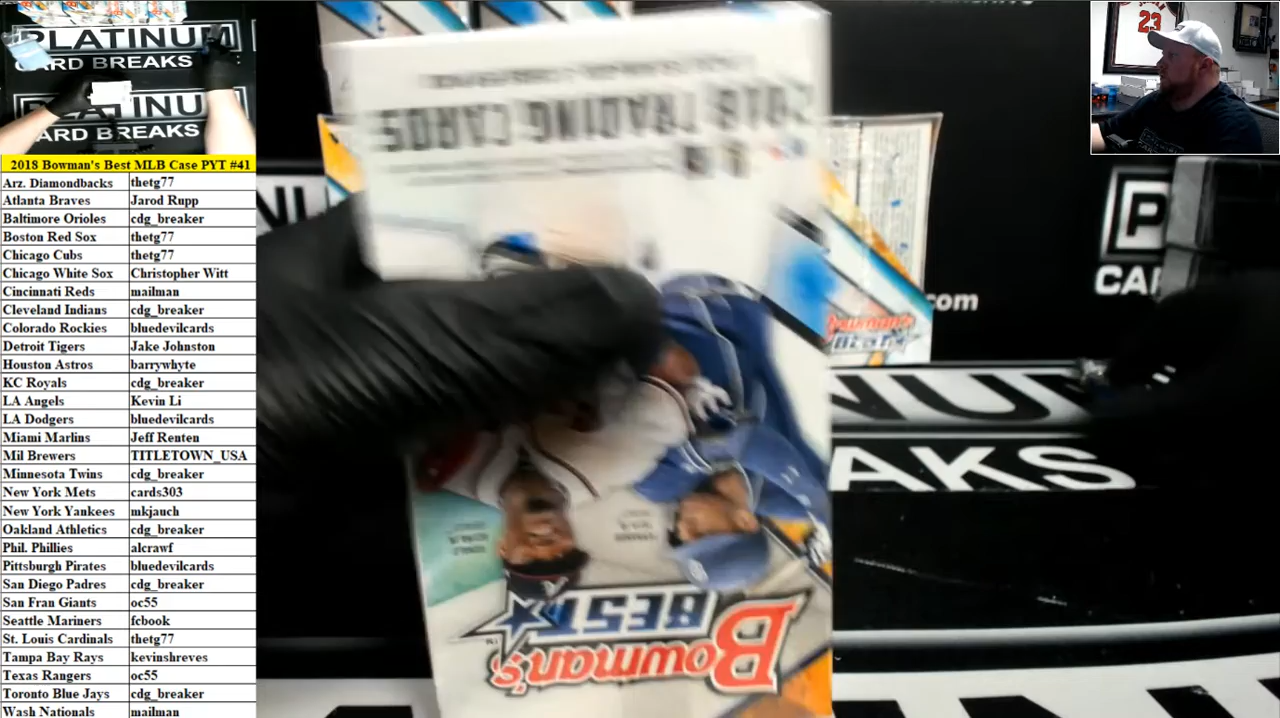 PLATINUM
CARD BREAKS
PLATINUM
CARD BREAKS
2018 Bowman's Best MLB Case PYT #41
Arz. Diamondbacks thetg77
Atlanta Braves Jarod Rupp
Baltimore Orioles cdg_breaker
Boston Red Sox thetg77
Chicago Cubs thetg77
Chicago White Sox Christopher Witt
Cincinnati Reds mailman
Cleveland Indians cdg_breaker
Colorado Rockies bluedevilcards
Detroit Tigers Jake Johnston
Houston Astros barrywhyte
KC Royals cdg_breaker
LA Angels Kevin Li
LA Dodgers bluedevilcards
Miami Marlins Jeff Renten
Mil Brewers TITLETOWN_USA
Minnesota Twins cdg_breaker
New York Mets cards303
New York Yankees mkjauch
Oakland Athletics cdg_breaker
Phil. Phillies alcrawf
Pittsburgh Pirates bluedevilcards
San Diego Padres cdg_breaker
San Fran Giants oc55
Seattle Mariners fcbook
St. Louis Cardinals thetg77
Tampa Bay Rays kevinshreves
Texas Rangers oc55
Toronto Blue Jays cdg_breaker
Wash Nationals mailman
2018 TRADING CARDS
Bowman's
BEST
Bowman's
BEST
.com
P
CA
NUM
AKS
23